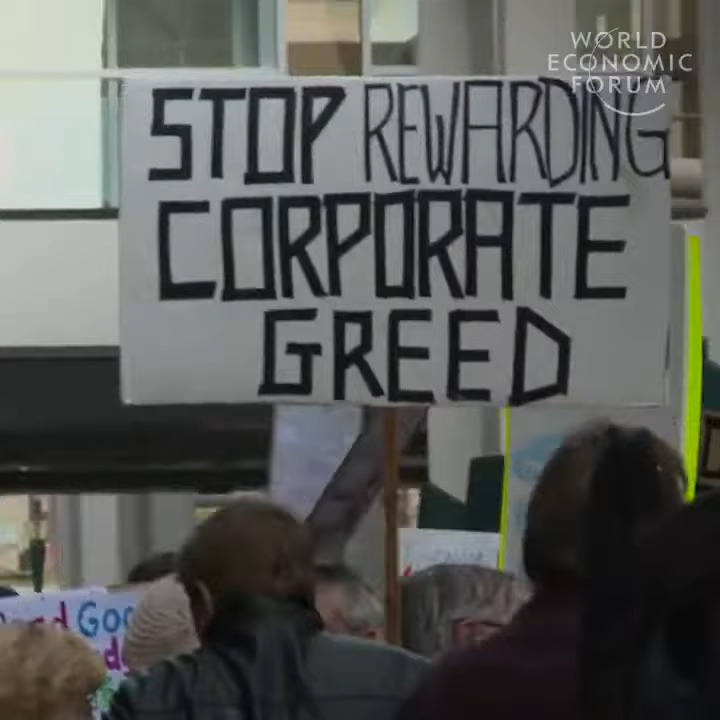 WORLD
ECONOMIC
FORUM
STOP REWARDING
CORPORATE
GREED